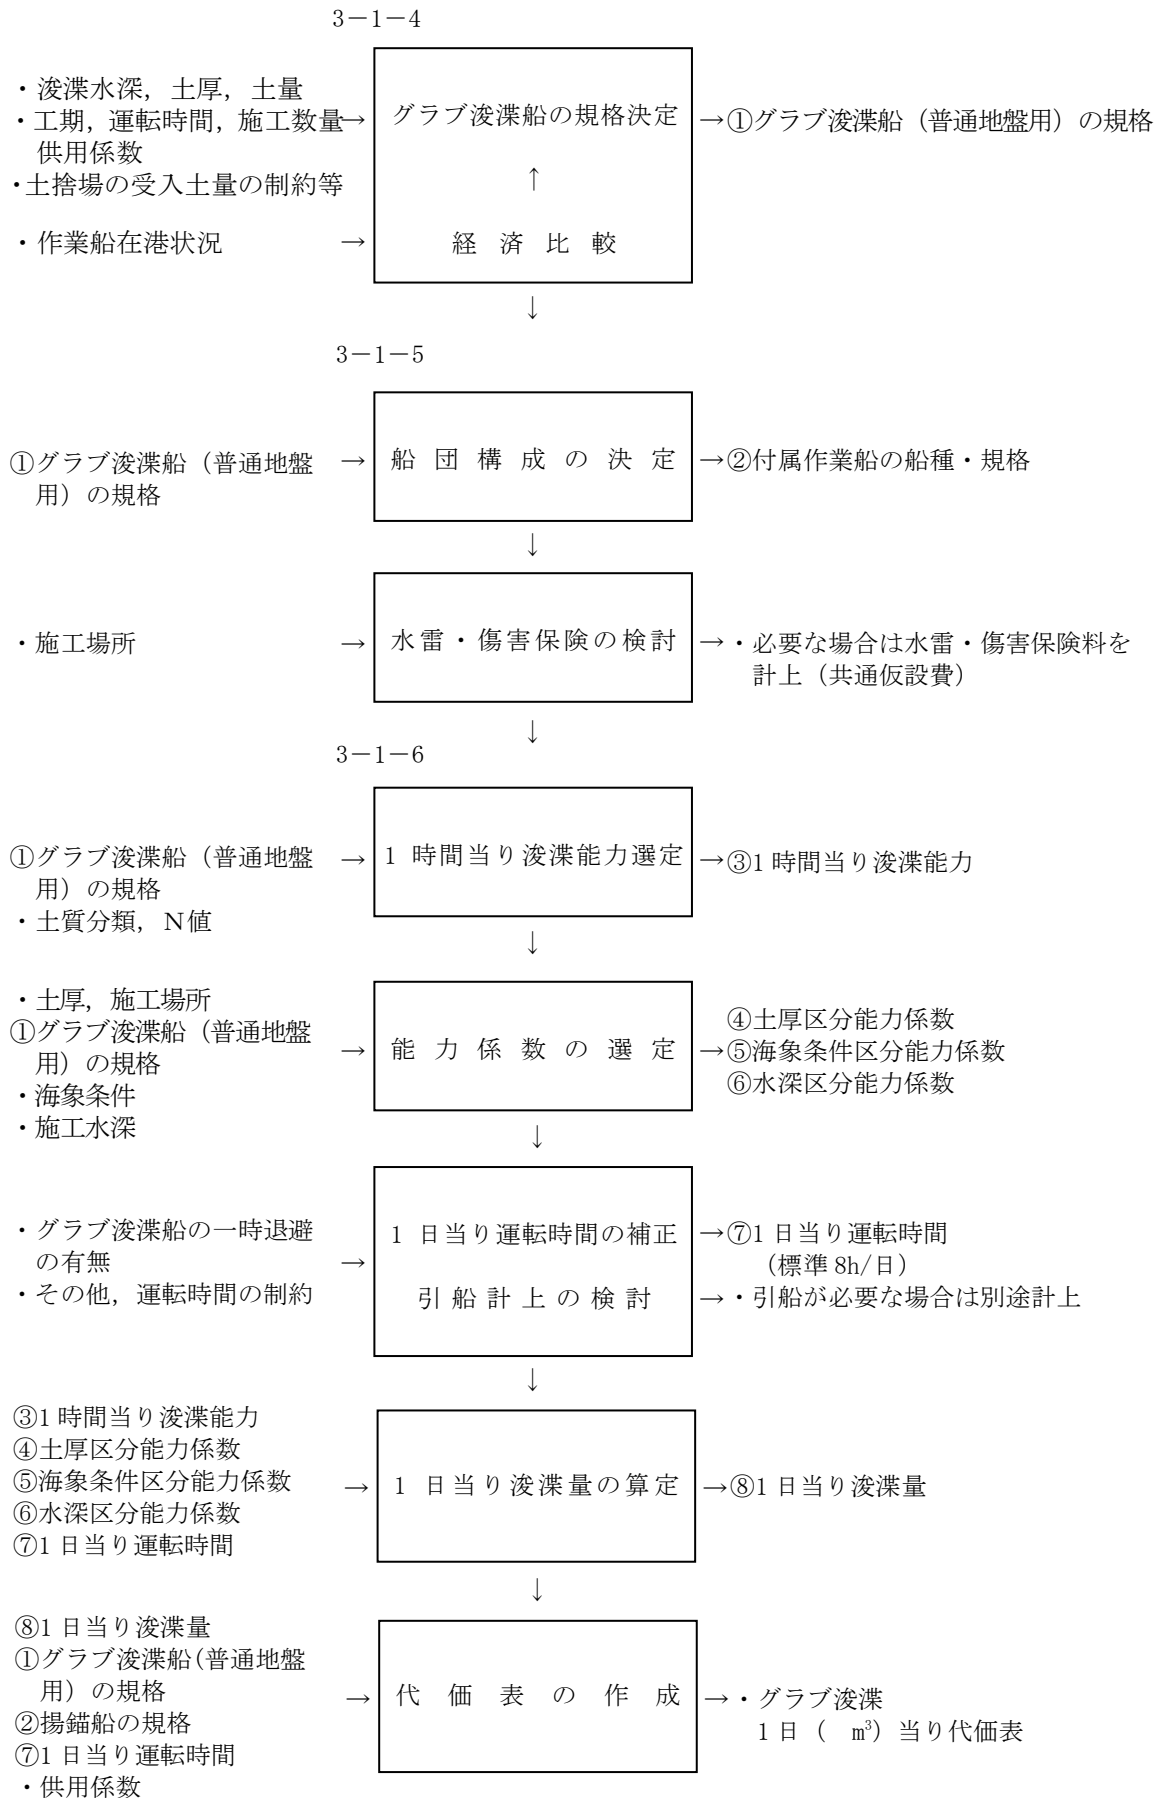 3－1－4
・浚渫水深，土厚，土量
・工期，運転時間，施工数量
供用係数
・土捨場の受入土量の制約等
・作業船在港状況
→
→
グラブ浚渫船の規格決定
↑
経済比較
→①グラブ浚渫船（普通地盤用）の規格
↓
3－1－5
①グラブ浚渫船（普通地盤
用）の規格
→
船団構成の決定
→②付属作業船の船種・規格
↓
・施工場所
→
水雷・傷害保険の検討
→・必要な場合は水雷・傷害保険料を
計上（共通仮設費）
↓
3－1－6
①グラブ浚渫船（普通地盤
用）の規格
・土質分類，Ｎ値
→
1 時間当り浚渫能力選定
→③1 時間当り浚渫能力
↓
・土厚，施工場所
①グラブ浚渫船（普通地盤
用）の規格
・海象条件
・施工水深
→
能力係数の選定
④土厚区分能力係数
→⑤海象条件区分能力係数
⑥水深区分能力係数
↓
・グラブ浚渫船の一時退避
の有無
・その他，運転時間の制約
→
1 日当り運転時間の補正
引船計上の検討
→⑦1 日当り運転時間
（標準 8h/日）
→・引船が必要な場合は別途計上
↓
③1 時間当り浚渫能力
④土厚区分能力係数
⑤海象条件区分能力係数
⑥水深区分能力係数
⑦1 日当り運転時間
→
1 日当り浚渫量の算定
→⑧1 日当り浚渫量
↓
⑧1 日当り浚渫量
①グラブ浚渫船(普通地盤
用）の規格
②揚錨船の規格
⑦1 日当り運転時間
・供用係数
→
代価表の作成
→・グラブ浚渫
1 日（　m³）当り代価表